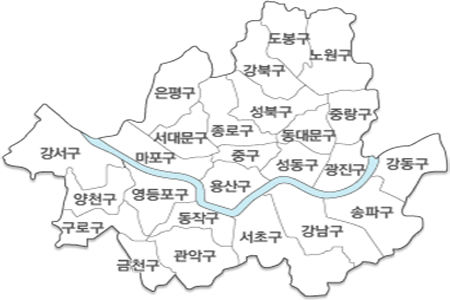 도봉구
노원구
강북구
은평구
성북구
중랑구
종로구
동대문구
서대문구
강서구
마포구
중구
성동구
광진구
강동구
용산구
양천구
영등포구
동작구
송파구
구로구
서초구
강남구
금천구
관악구